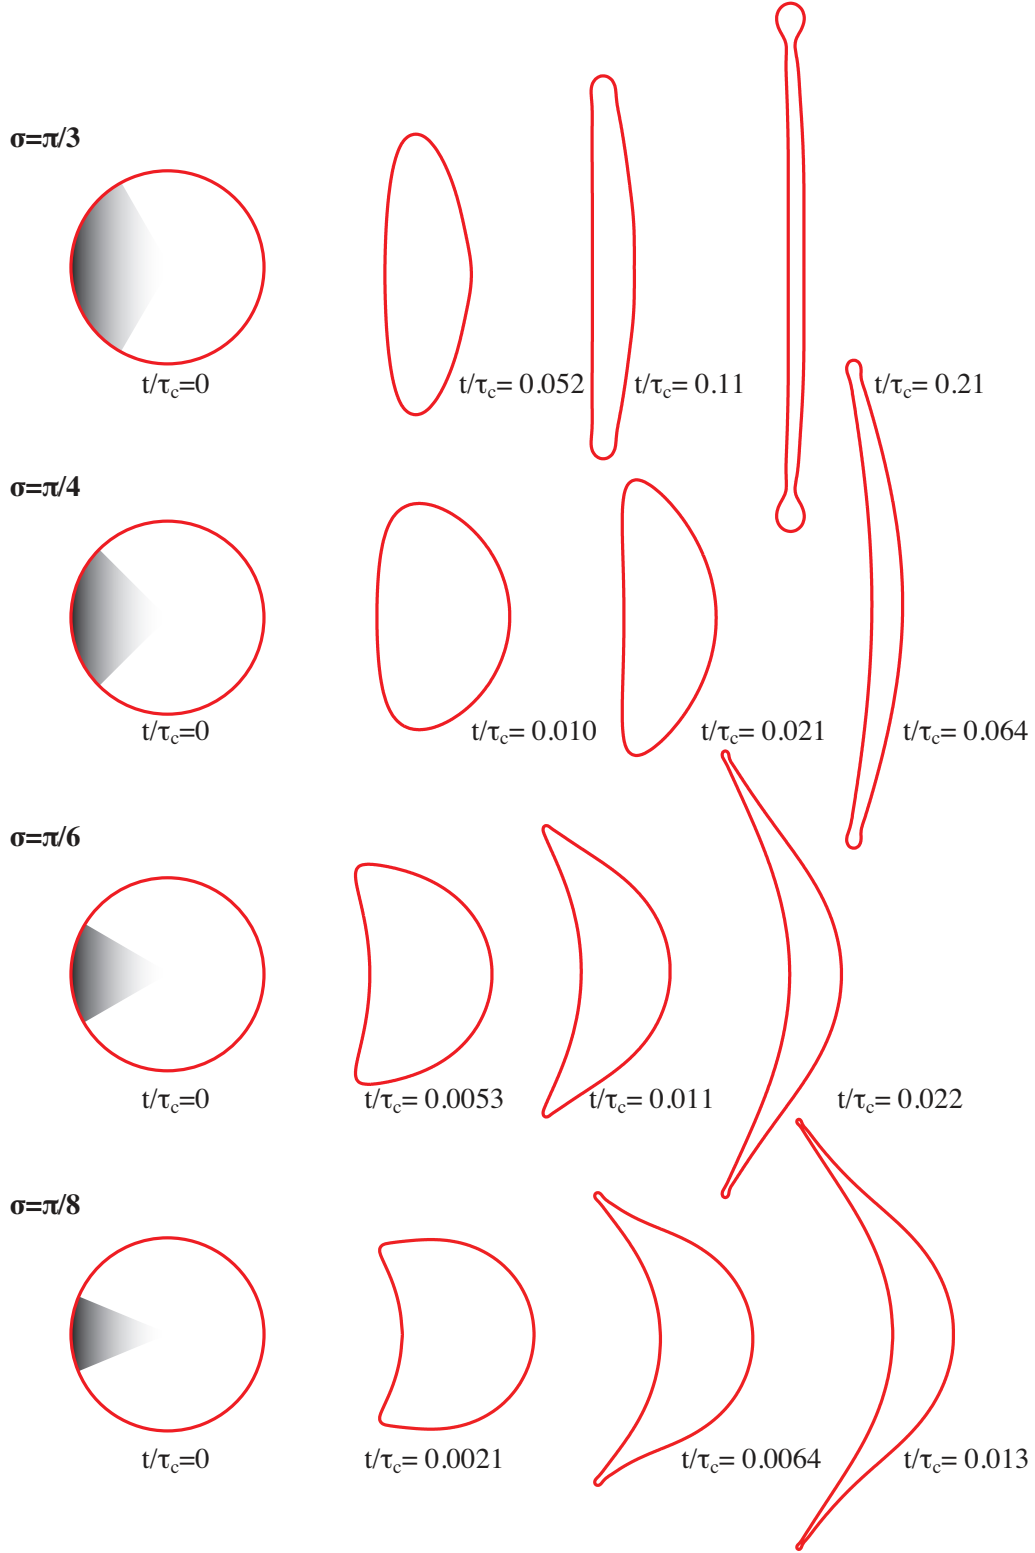 σ=π/3
t/τc=0
t/τc= 0.052
t/τc= 0.11
t/τc= 0.21
σ=π/4
t/τc=0
t/τc= 0.010
t/τc= 0.021
t/τc= 0.064
σ=π/6
t/τc=0
t/τc= 0.0053
t/τc= 0.011
t/τc= 0.022
σ=π/8
t/τc=0
t/τc= 0.0021
t/τc= 0.0064
t/τc= 0.013